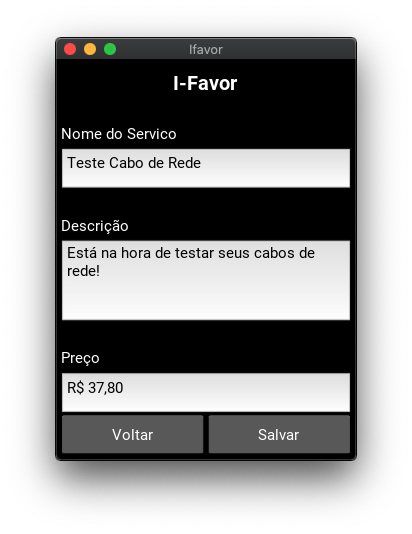 Ifavor
I-Favor
Nome do Servico
Teste Cabo de Rede
Descrição
Está na hora de testar seus cabos de
rede!
Preço
R$ 37,80
Voltar
Salvar